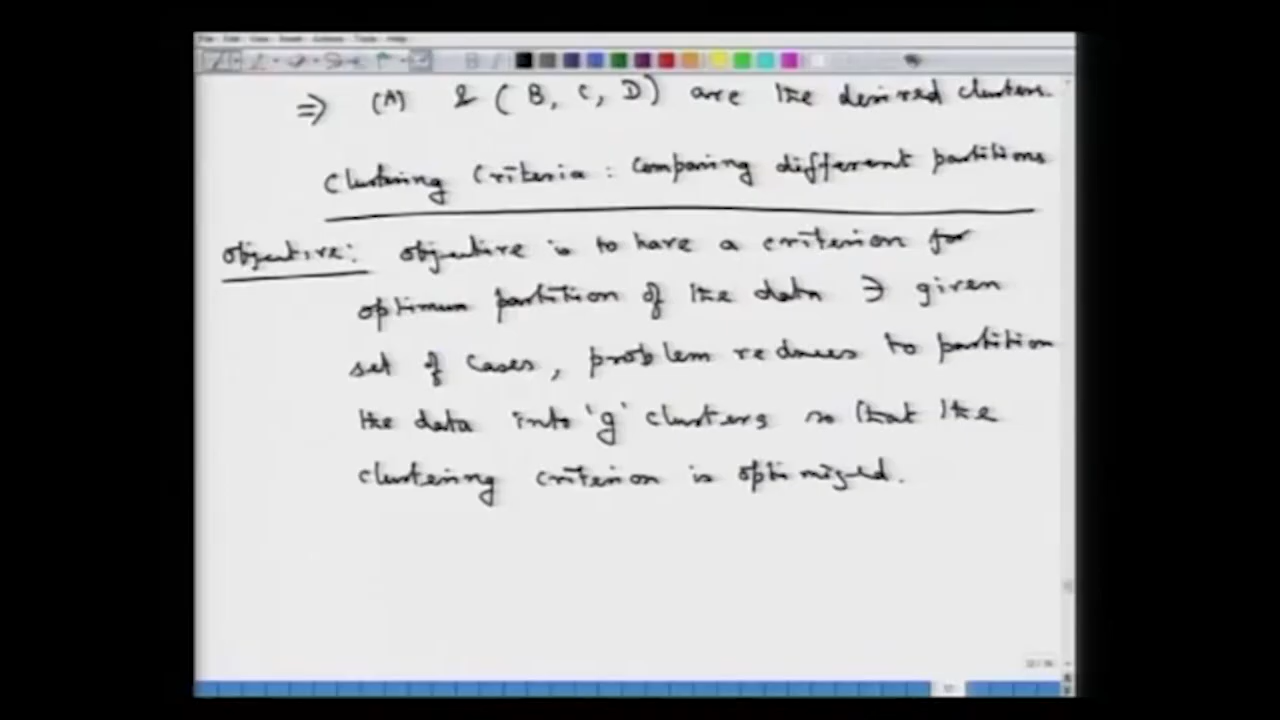 ⇒ (A) & (B, C, D) are the desired clusters.
Clustering Criteria : Comparing different partitions
Objective: Objective is to have a criterion for
optimum partition of the data ∋ given
set of cases, problem reduces to partition
the data into 'g' clusters so that the
clustering criterion is optimized.